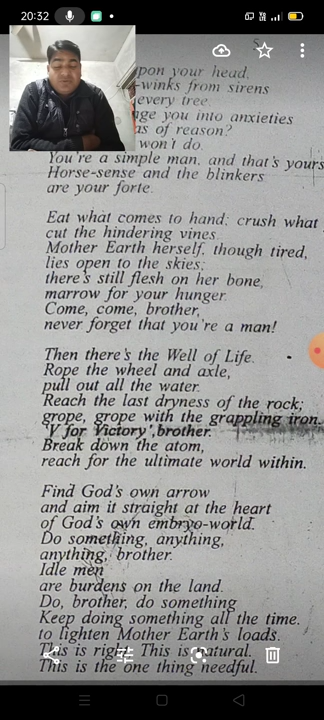 20:32
pon your head,
-winks from sirens
every tree.
nge you into anxieties
as of reason?
won't do.
You're a simple man, and that's yours
Horse-sense and the blinkers
are your forte.
Eat what comes to hand; crush what
cut the hindering vines.
Mother Earth herself, though tired,
lies open to the skies;
there's still flesh on her bone,
marrow for your hunger.
Come, come, brother,
never forget that you're a man!
Then there's the Well of Life.
Rope the wheel and axle,
pull out all the water.
Reach the last dryness of the rock;
grope, grope with the grappling iron.
'V for Victory', brother.
Break down the atom,
reach for the ultimate world within.
Find God's own arrow
and aim it straight at the heart
of God's own embryo-world.
Do something, anything,
anything, brother.
Idle men
are burdens on the land.
Do, brother, do something
Keep doing something all the time.
to lighten Mother Earth's loads.
This is right. This is natural.
This is the one thing needful.